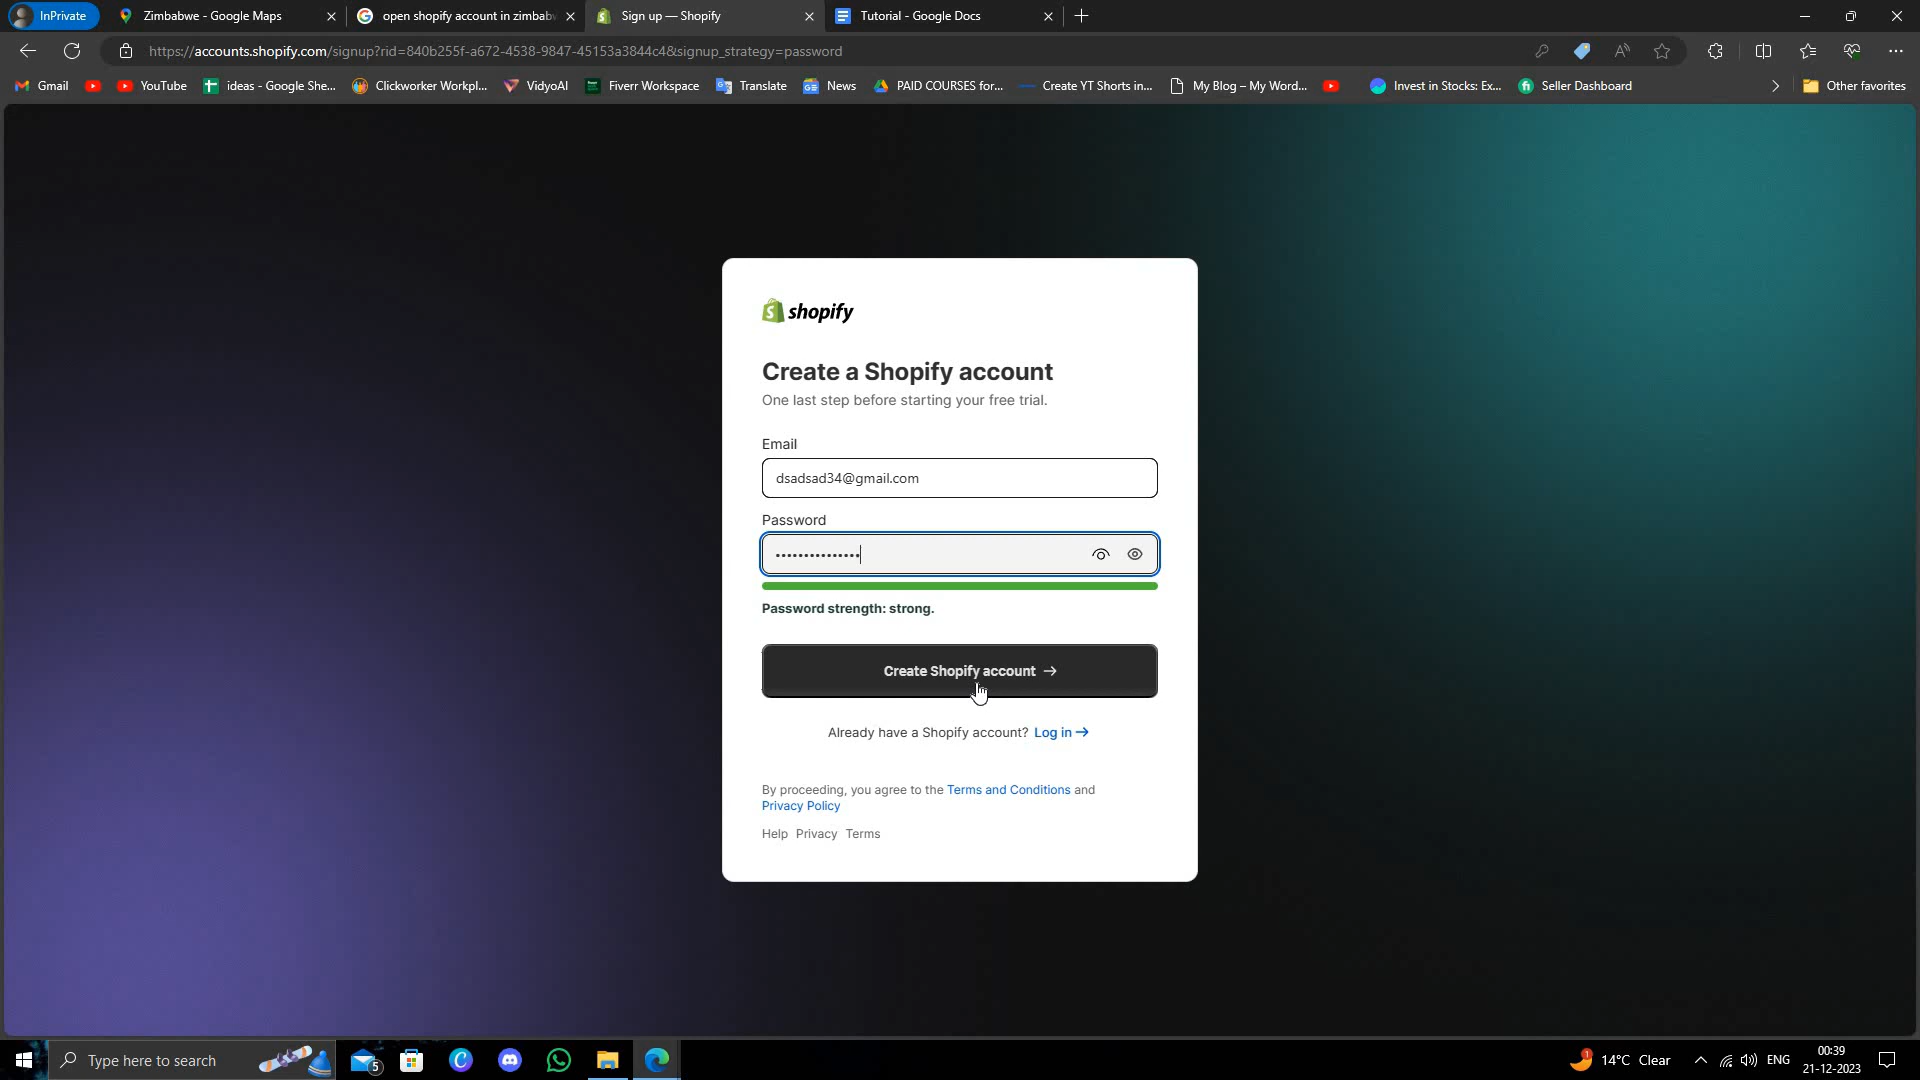 InPrivate
Zimbabwe - Google Maps
open shopify account in zimbab
Sign up — Shopify
Tutorial - Google Docs
https://accounts.shopify.com/signup?rid=840b255f-a672-4538-9847-45153a3844c4&signup_strategy=password
Gmail
YouTube
ideas - Google She...
Clickworker Workpl...
VidyoAI
Fiverr Workspace
Translate
News
PAID COURSES for...
Create YT Shorts in...
My Blog – My Word...
Invest in Stocks: Ex...
Seller Dashboard
Other favorites
shopify
Create a Shopify account
One last step before starting your free trial.
Email
dsadsad34@gmail.com
Password
•••••••••••••••
Password strength: strong.
Create Shopify account →
Already have a Shopify account? Log in →
By proceeding, you agree to the Terms and Conditions and
Privacy Policy
Help Privacy Terms
Type here to search
5
1
14°C Clear
ENG
00:39
21-12-2023